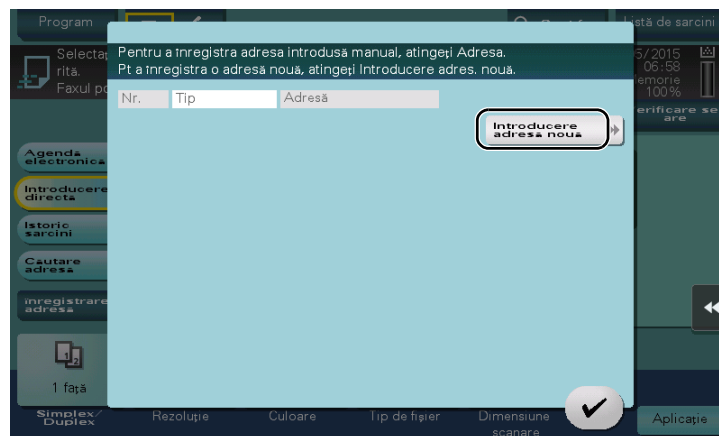 Program
Listă de sarcini
Selectaț
rită.
Faxul po
Pentru a înregistra adresa introdusă manual, atingeți Adresa.
Pt a înregistra o adresă nouă, atingeți Introducere adres. nouă.
5/2015
06:58
emorie
100%
Nr.
Tip
Adresă
erificare se
are
Introducere
adresă nouă
Agendă
electronică
Introducere
directă
Istoric
sarcini
Căutare
adresă
înregistrare
adresă
1 față
Simplex/
Duplex
Rezoluție
Culoare
Tip de fișier
Dimensiune
scanare
Aplicație